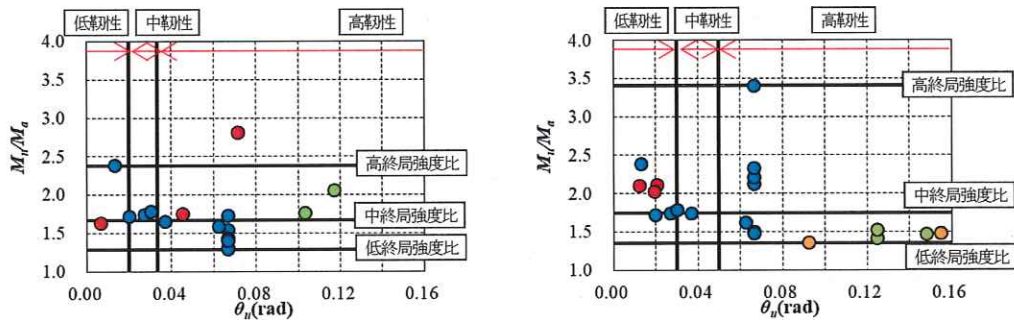 低靭性 中靭性 高靭性
4.0
3.5
3.0
2.5
2.0
1.5
1.0
Mu/Ma
高終局強度比
中終局強度比
低終局強度比
0.00 0.04 0.08 0.12 0.16
θu(rad)
低靭性 中靭性 高靭性
4.0
3.5
3.0
2.5
2.0
1.5
1.0
Mu/Ma
高終局強度比
中終局強度比
低終局強度比
0.00 0.04 0.08 0.12 0.16
θu(rad)